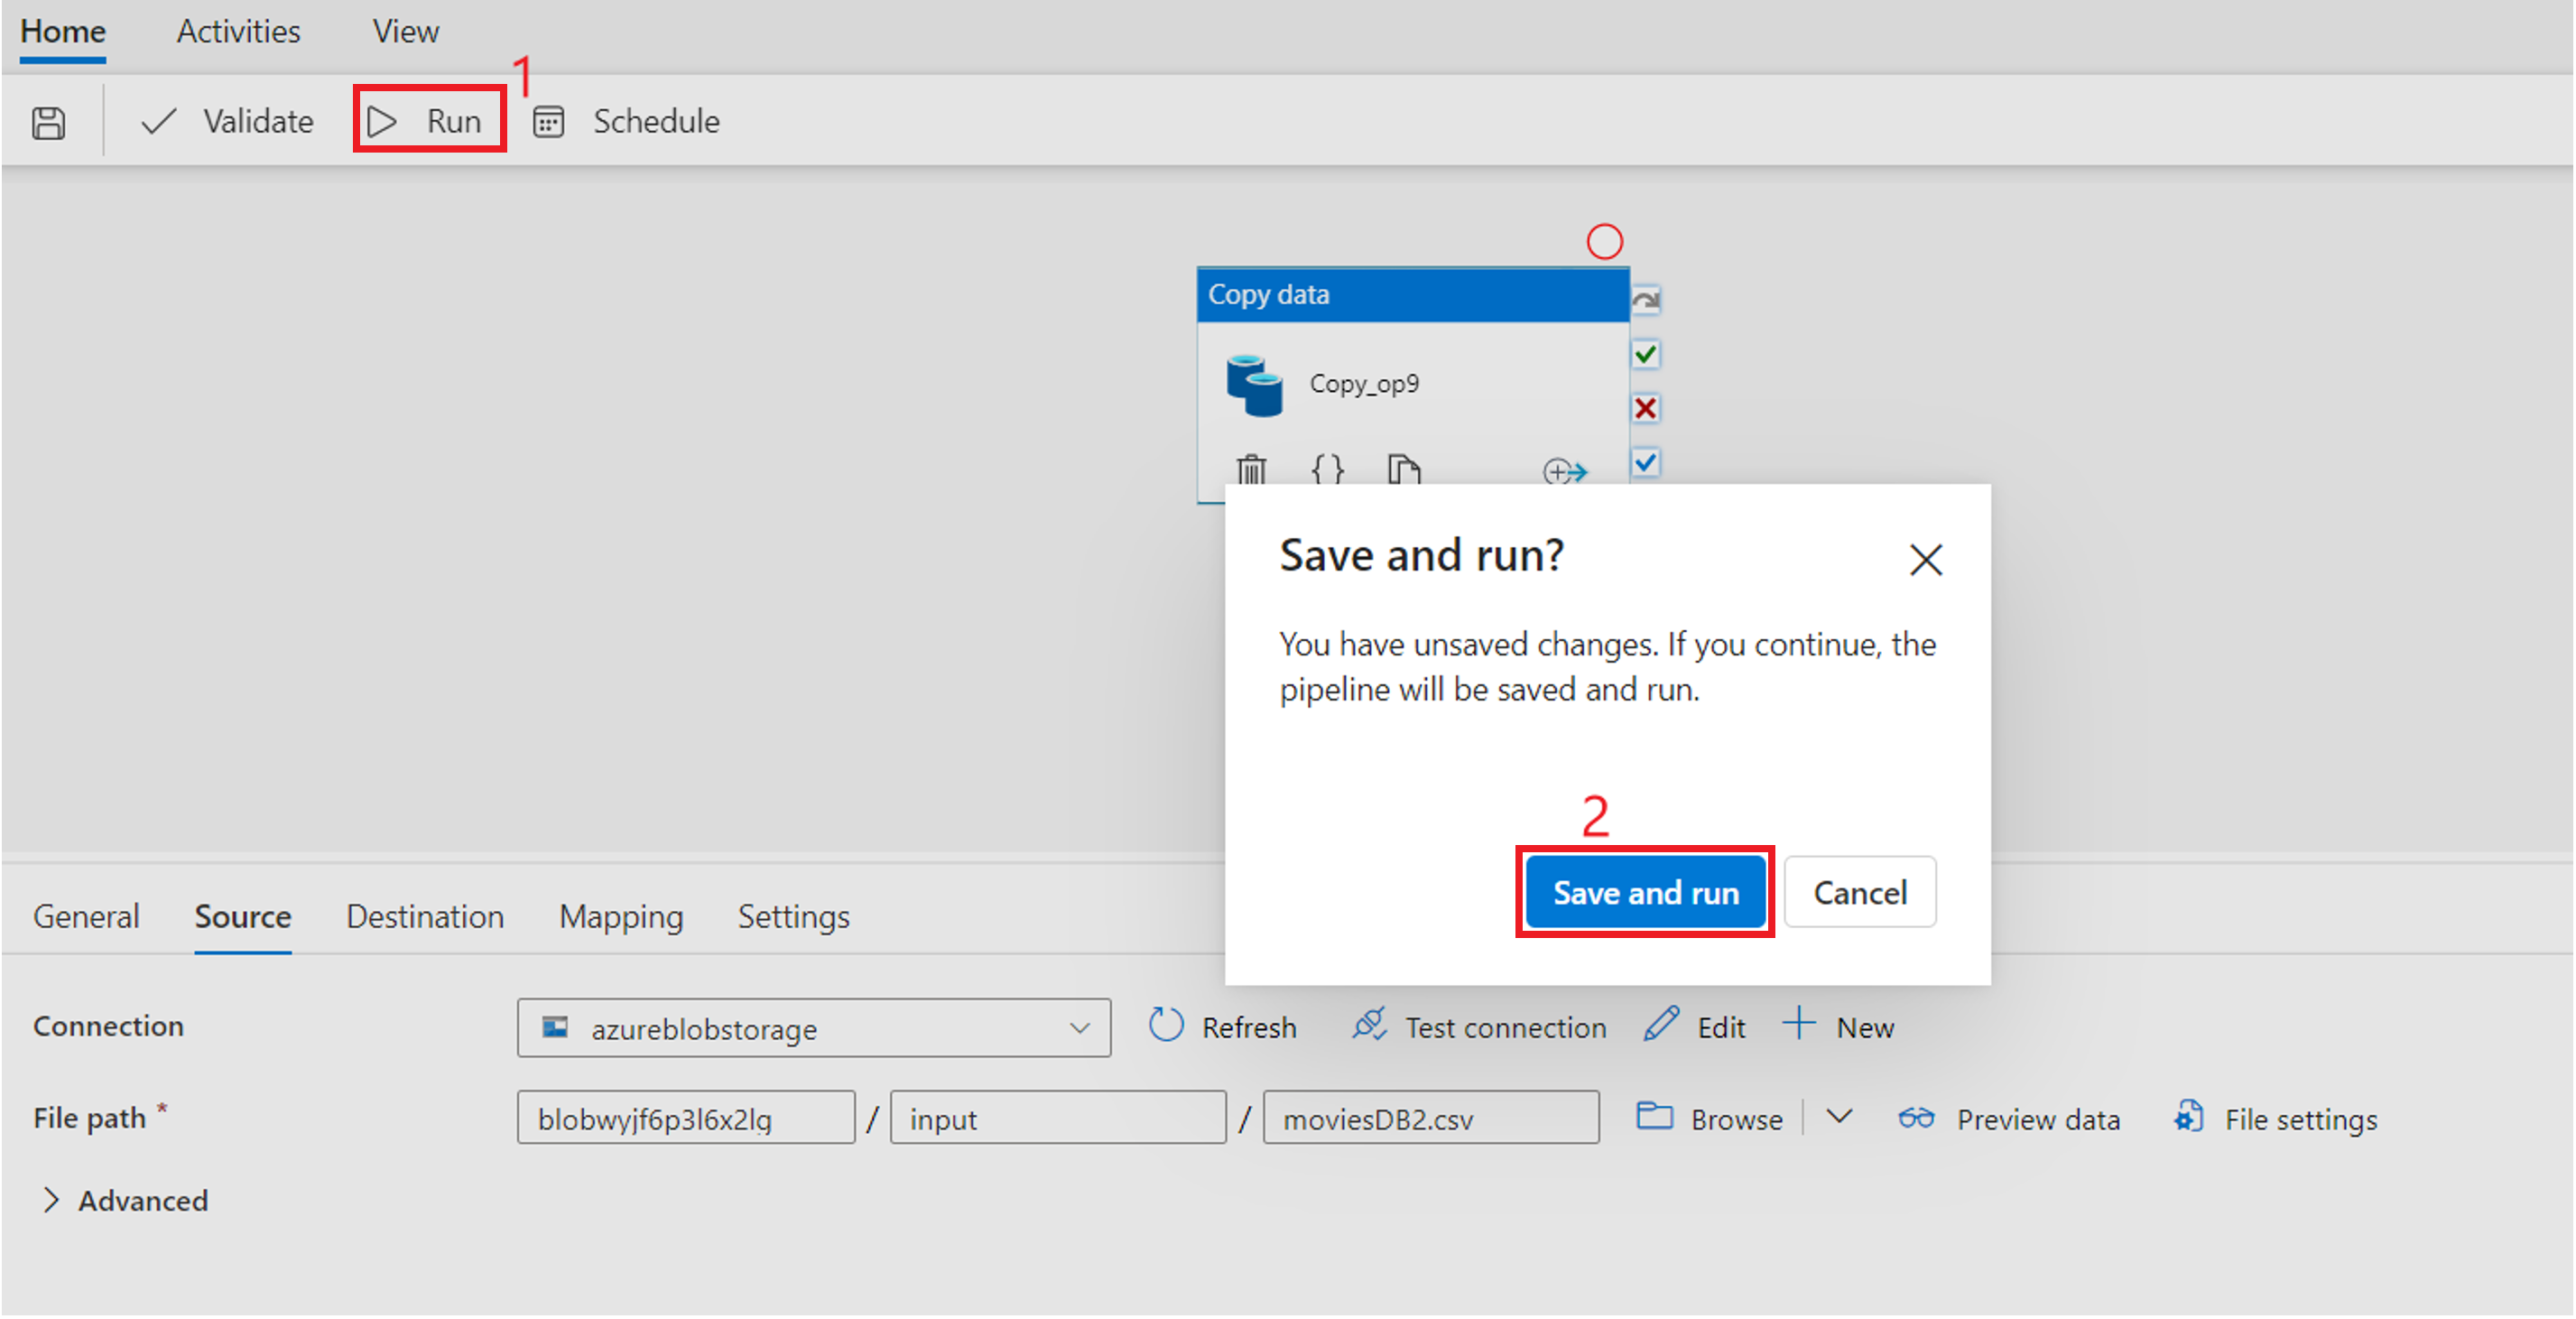 Home Activities View
1
Validate Run Schedule
Copy data
Copy_op9
Save and run?
You have unsaved changes. If you continue, the
pipeline will be saved and run.
2
Save and run Cancel
General Source Destination Mapping Settings
Connection azureblobstorage Refresh Test connection Edit New
File path * blobwyjf6p3l6x2lg / input / moviesDB2.csv Browse Preview data File settings
Advanced